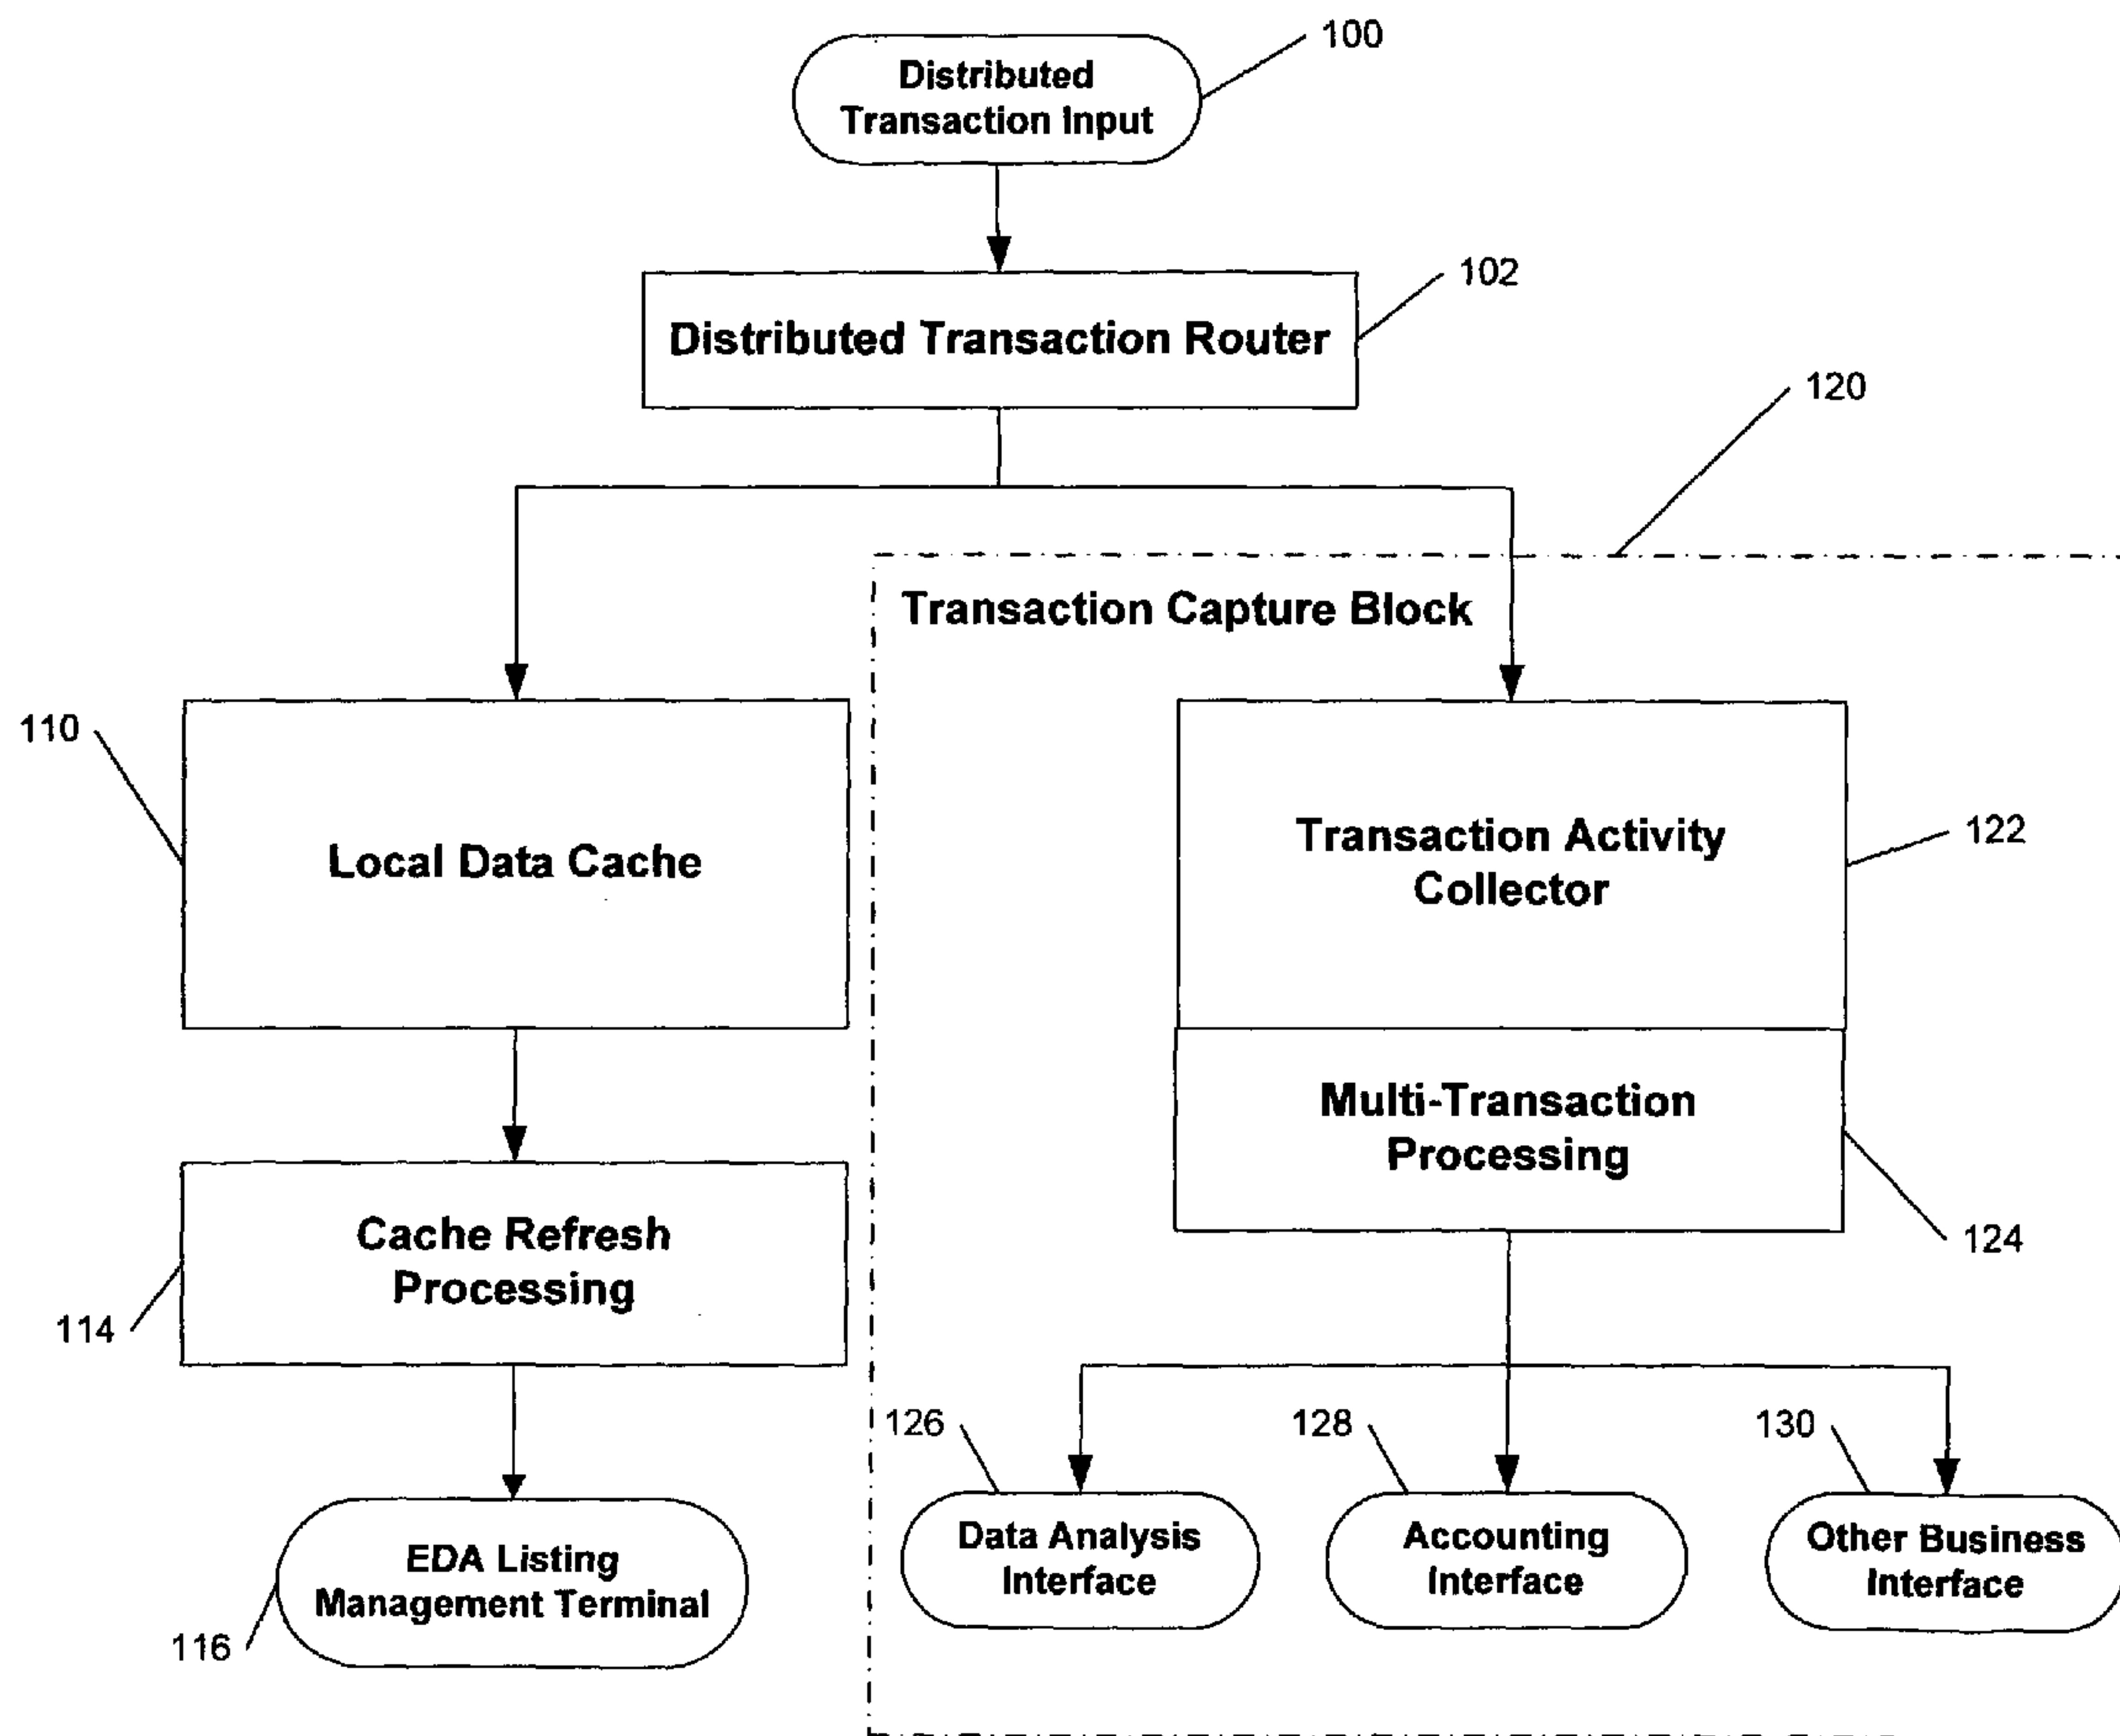 100
Distributed
Transaction Input
102
Distributed Transaction Router
120
Transaction Capture Block
110
Local Data Cache
Transaction Activity
Collector
122
Multi-Transaction
Processing
124
Cache Refresh
Processing
114
126
128
130
Data Analysis
Interface
Accounting
Interface
Other Business
Interface
EDA Listing
Management Terminal
116